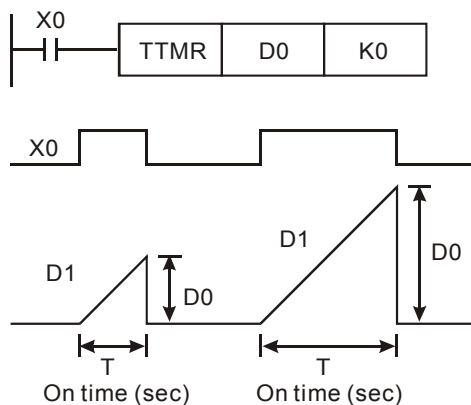 X0
TTMR D0 K0
X0
D1 D0 D1 D0
T T
On time (sec) On time (sec)